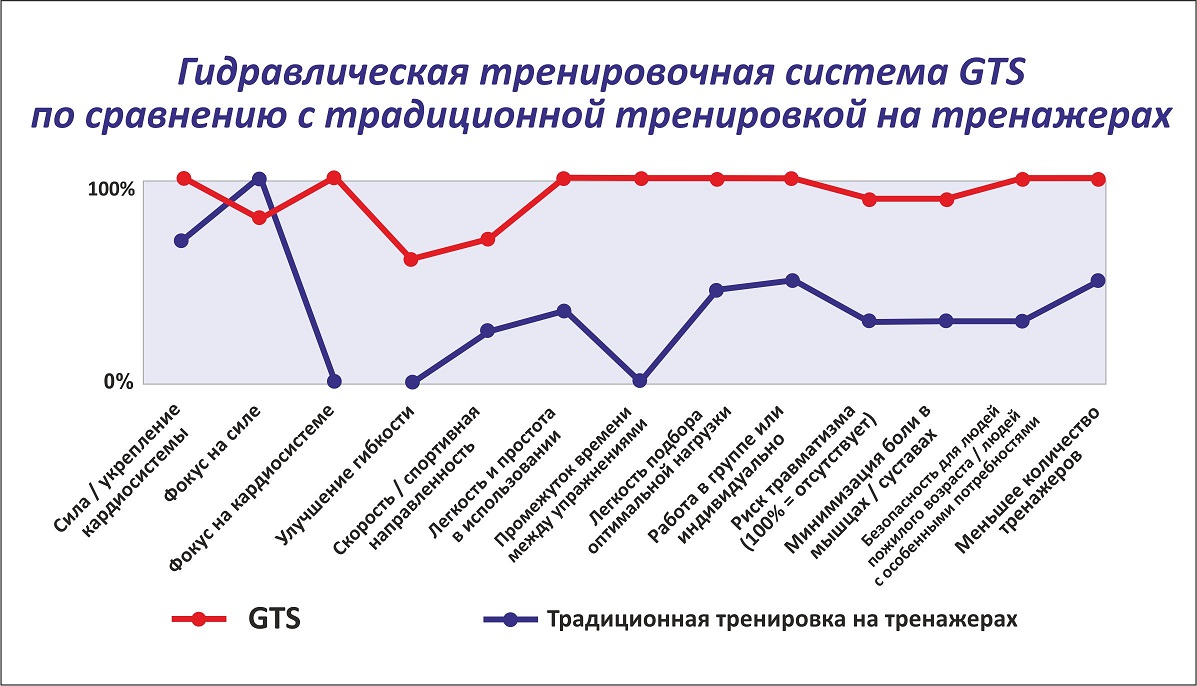 Гидравлическая тренировочная система GTS
по сравнению с традиционной тренировкой на тренажерах
100%
0%
Сила / укрепление
кардиосистемы
Фокус на силе
Фокус на кардиосистеме
Улучшение гибкости
Скорость / спортивная
направленность
Легкость и простота
в использовании
Промежуток времени
между упражнениями
Легкость подбора
оптимальной нагрузки
Работа в группе или
индивидуально
Риск травматизма
(100% = отсутствует)
Минимизация боли в
мышцах / суставах
Безопасность для людей
пожилого возраста / людей
с особенными потребностями
Меньшее количество
тренажеров
GTS
Традиционная тренировка на тренажерах